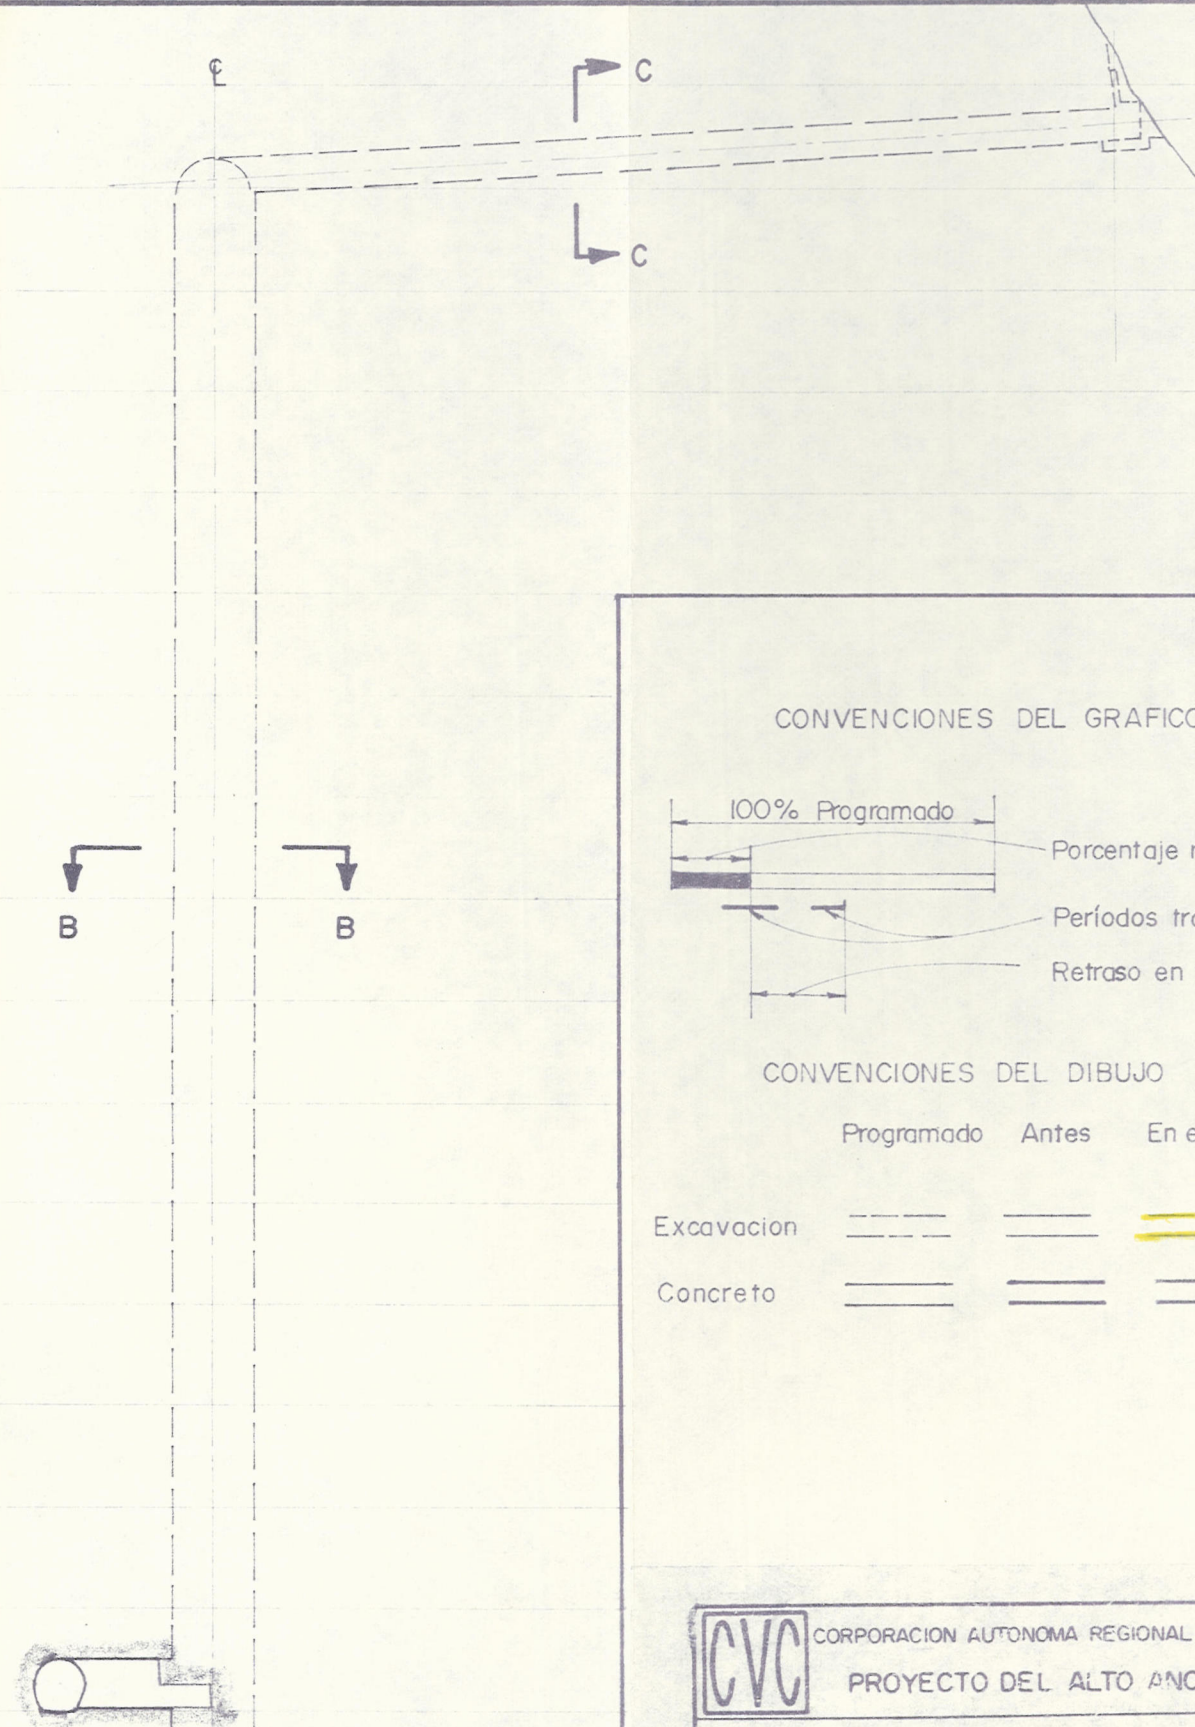 ℄
C
C
B
B
CONVENCIONES DEL GRAFICO
100% Programado
Porcentaje
Períodos
Retraso en
CONVENCIONES DEL DIBUJO
Programado Antes En
Excavacion
Concreto
CVC
CORPORACION AUTONOMA REGIONAL
PROYECTO DEL ALTO